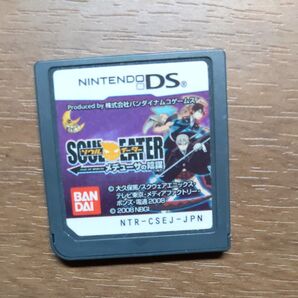 NINTENDO DS
Produced by 株式会社バンダイナムコゲームス
SOUL EATER
ソウルイーター
メデューサの陰謀
BAN
DAI
© 大久保篤/スクウェアエニックス・
テレビ東京・メディアファクトリー・
ボンズ・電通 2008
© 2008 NBGI
NTR-CSEJ-JPN